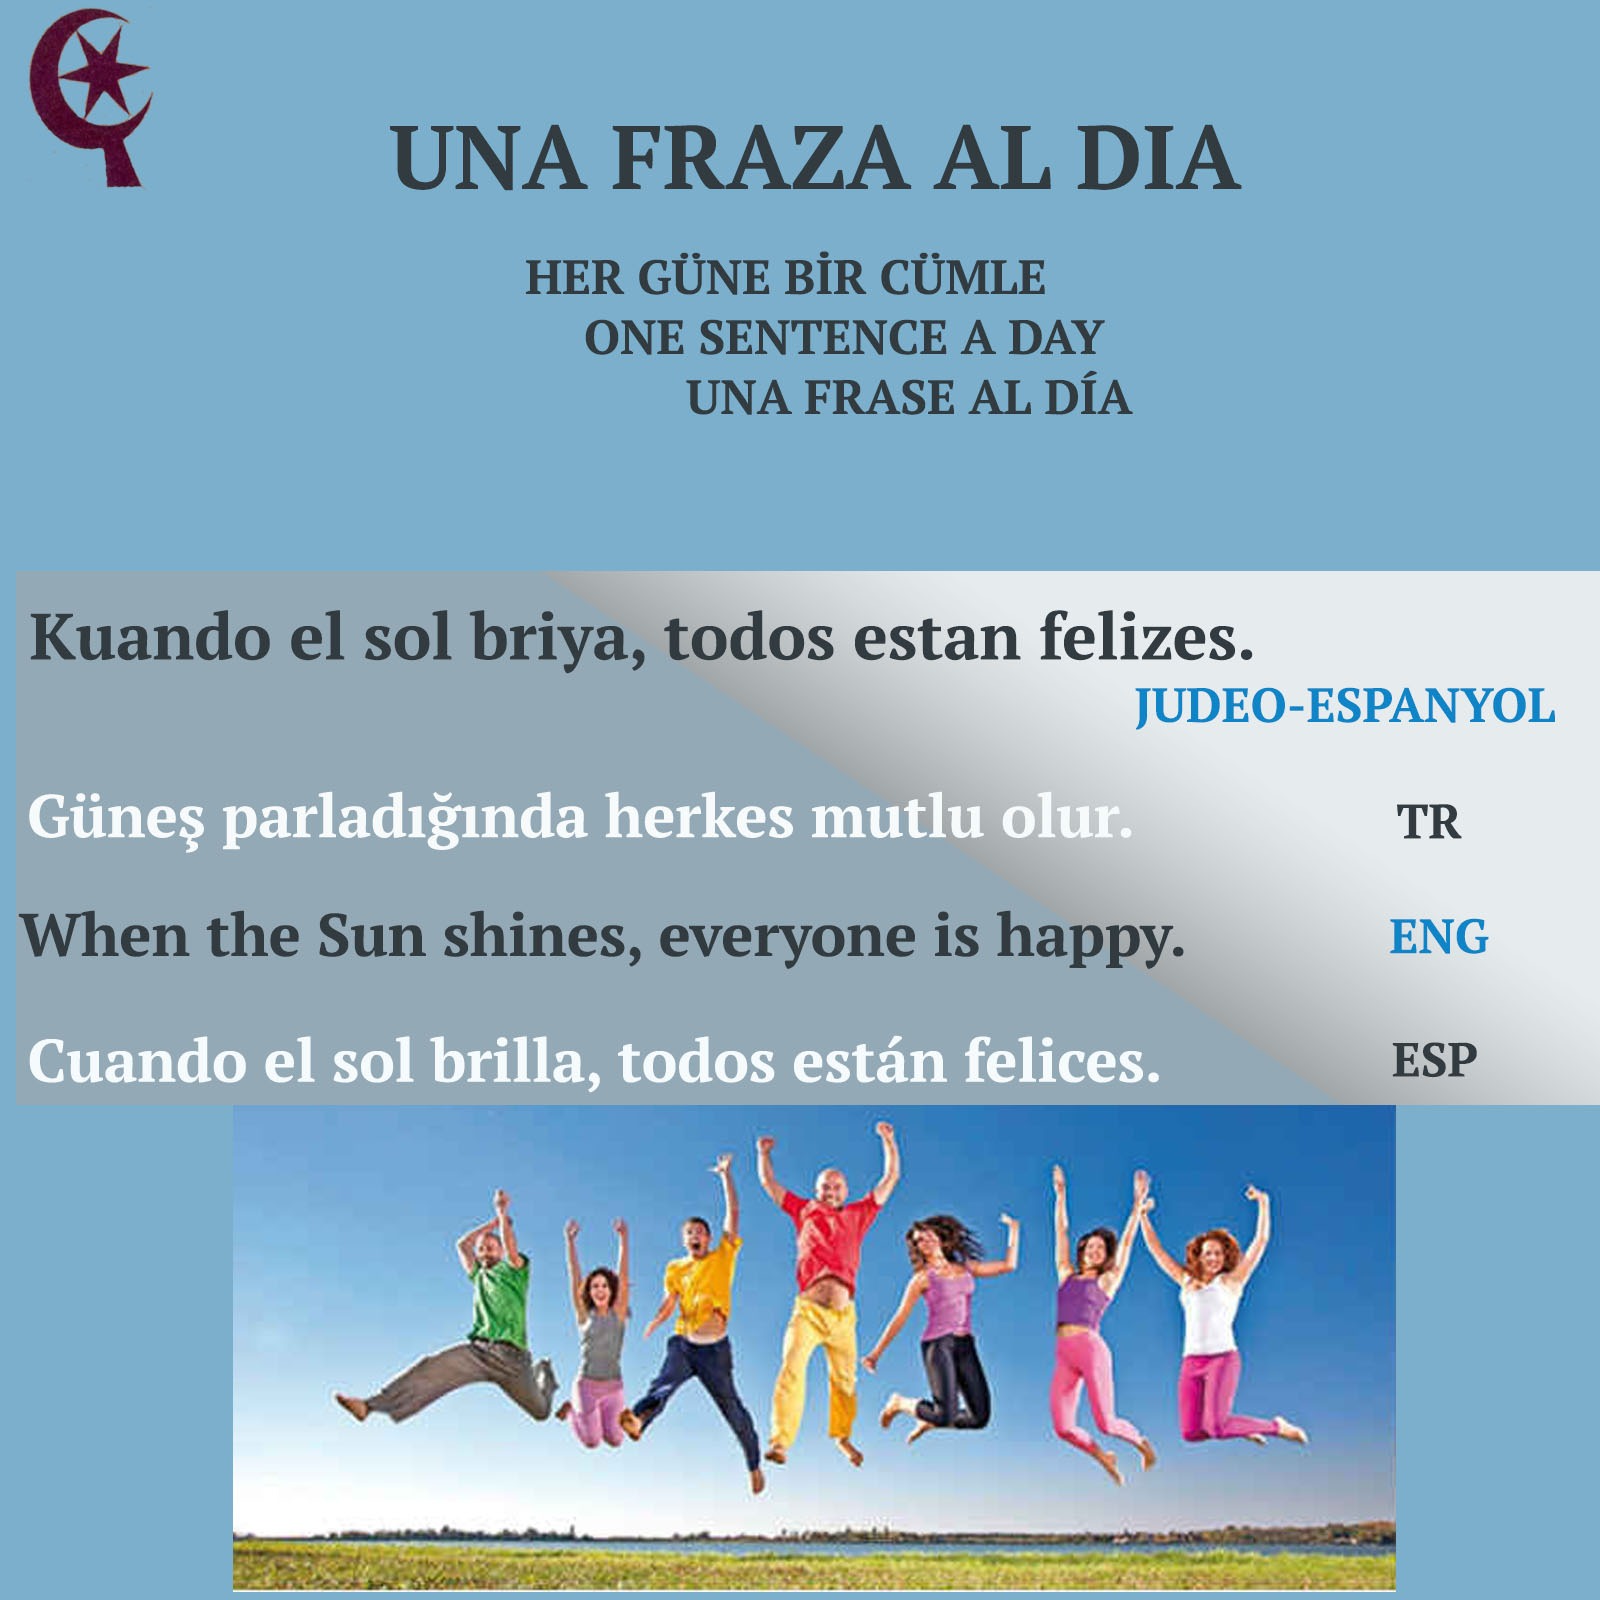 UNA FRAZA AL DIA
HER GÜNE BİR CÜMLE
ONE SENTENCE A DAY
UNA FRASE AL DÍA
Kuando el sol briya, todos estan felizes.
JUDEO-ESPANYOL
Güneş parladığında herkes mutlu olur. TR
When the Sun shines, everyone is happy. ENG
Cuando el sol brilla, todos están felices. ESP